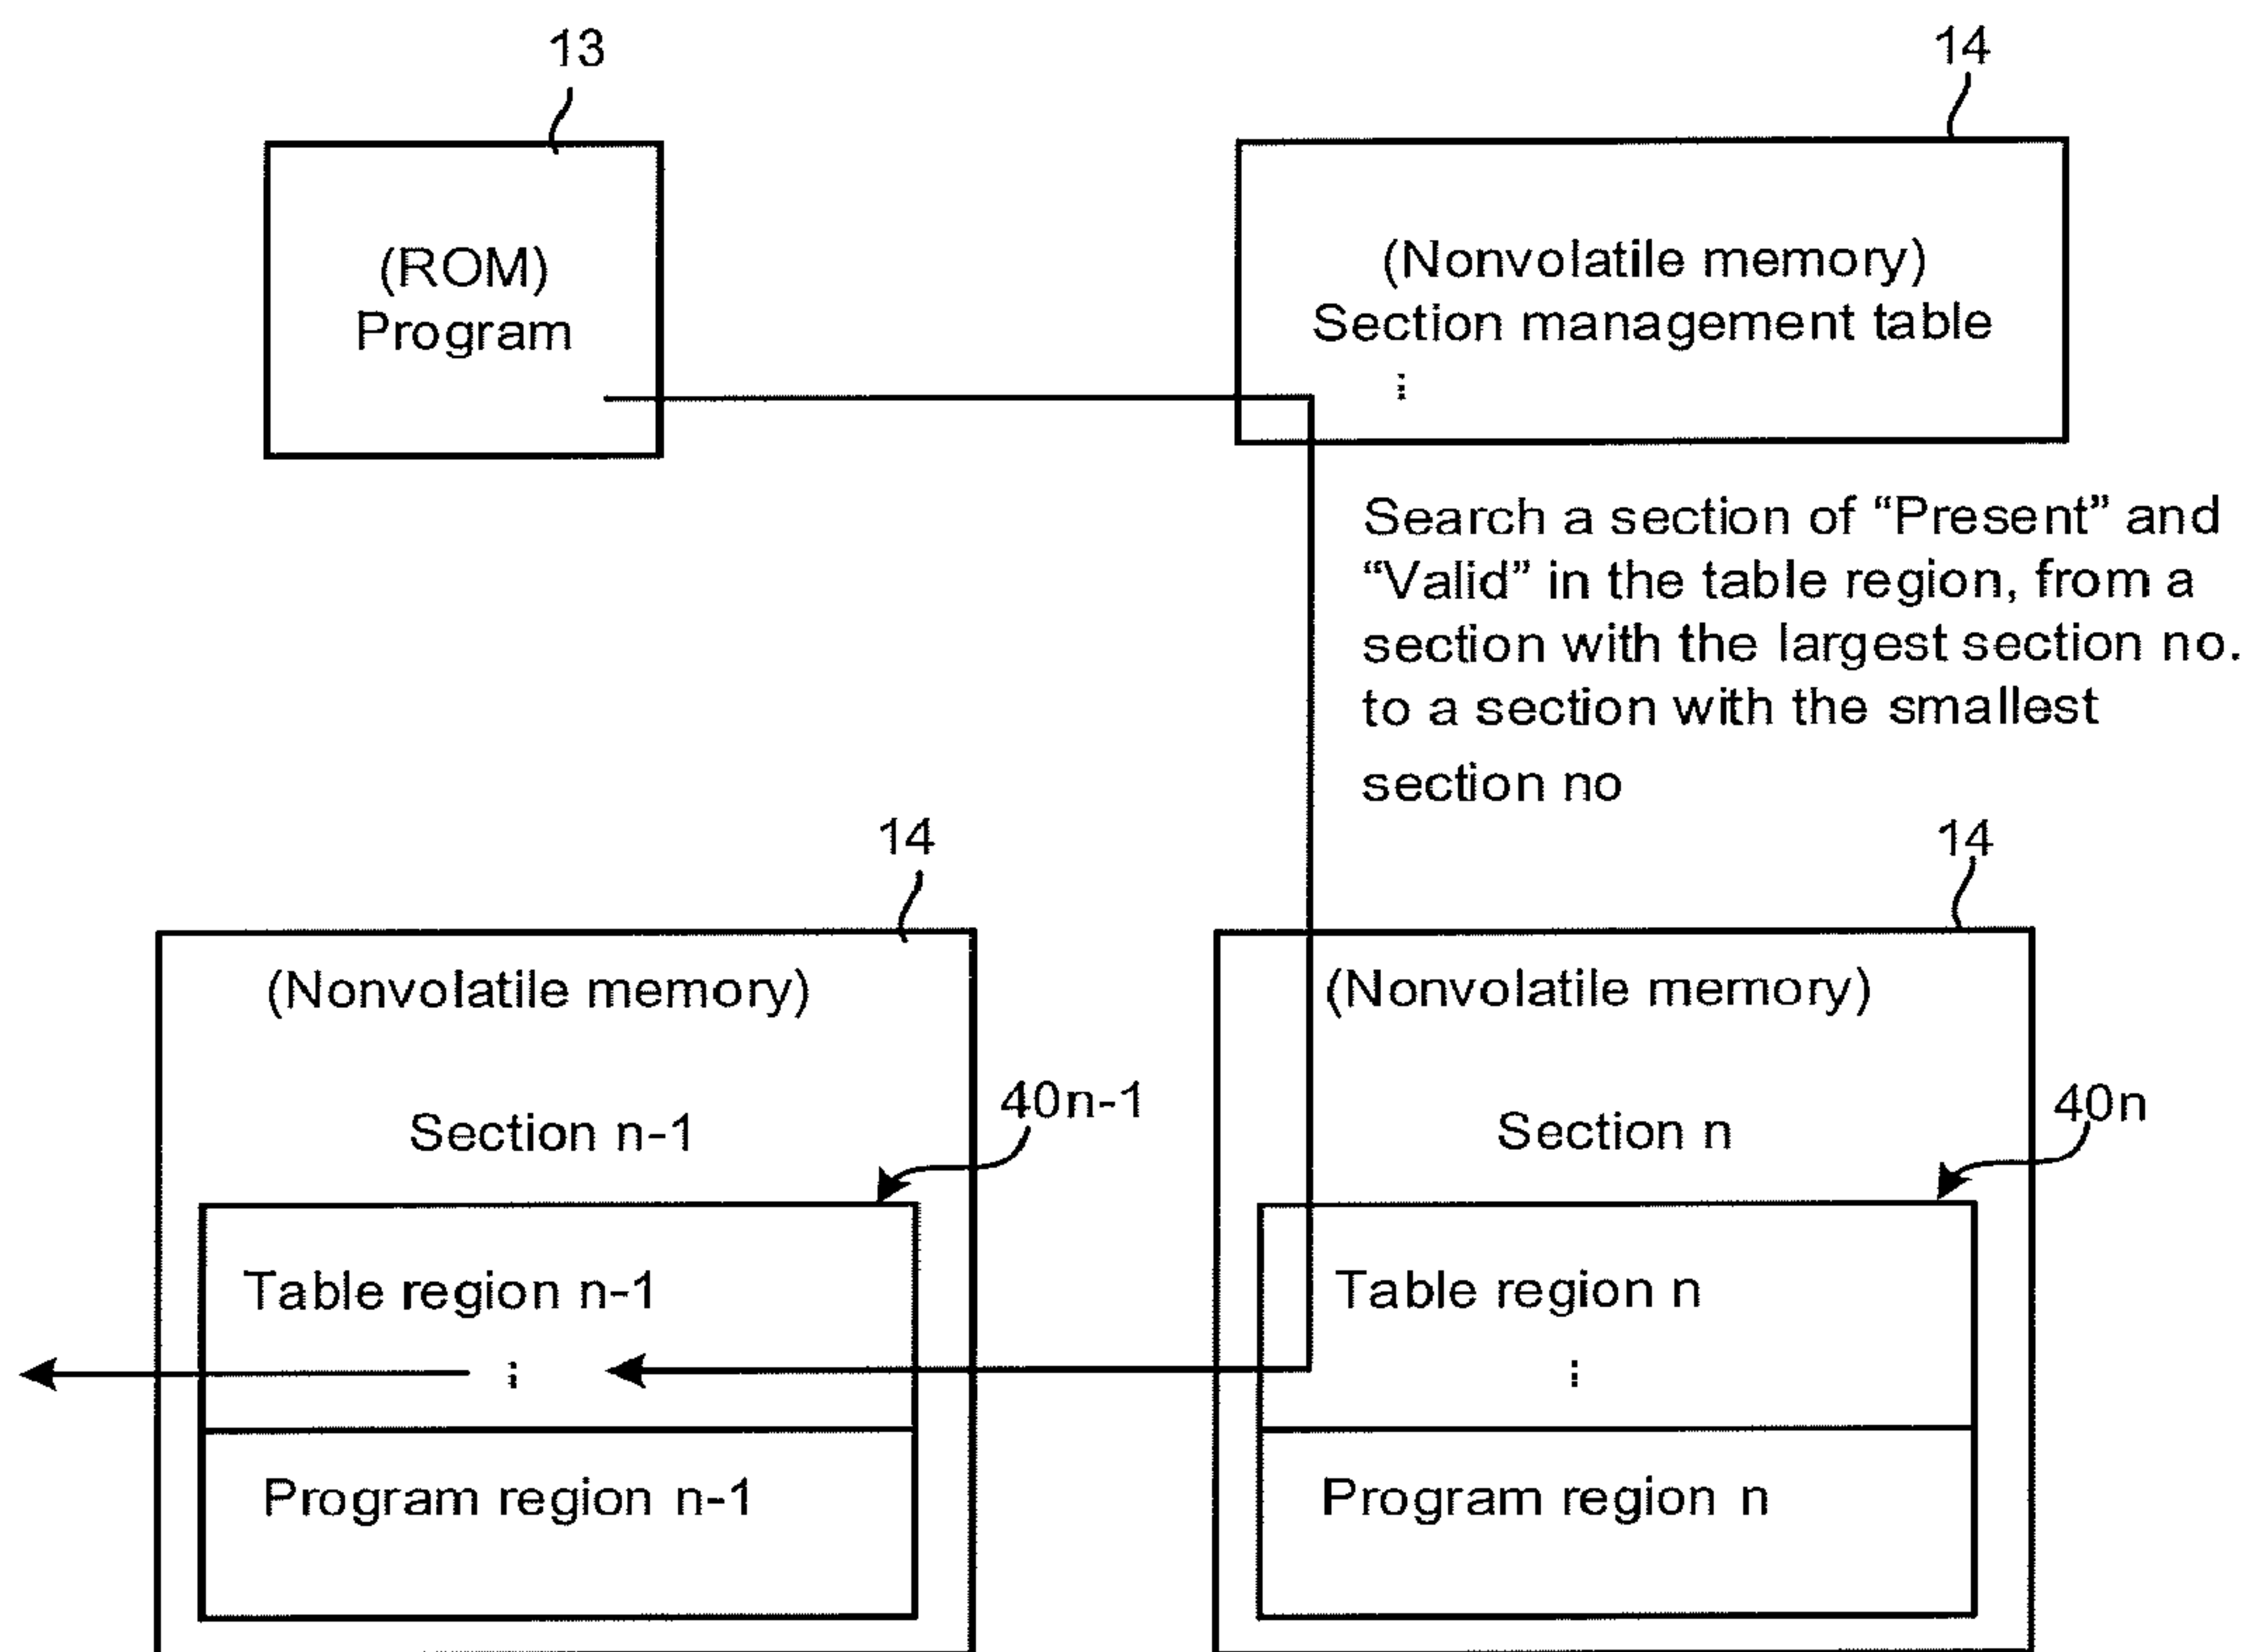 13
14
(ROM)
Program
(Nonvolatile memory)
Section management table
⋮
Search a section of “Present” and
“Valid” in the table region, from a
section with the largest section no.
to a section with the smallest
section no
14
14
(Nonvolatile memory)
(Nonvolatile memory)
40n-1
40n
Section n-1
Section n
Table region n-1
Table region n
⋮
⋮
Program region n-1
Program region n